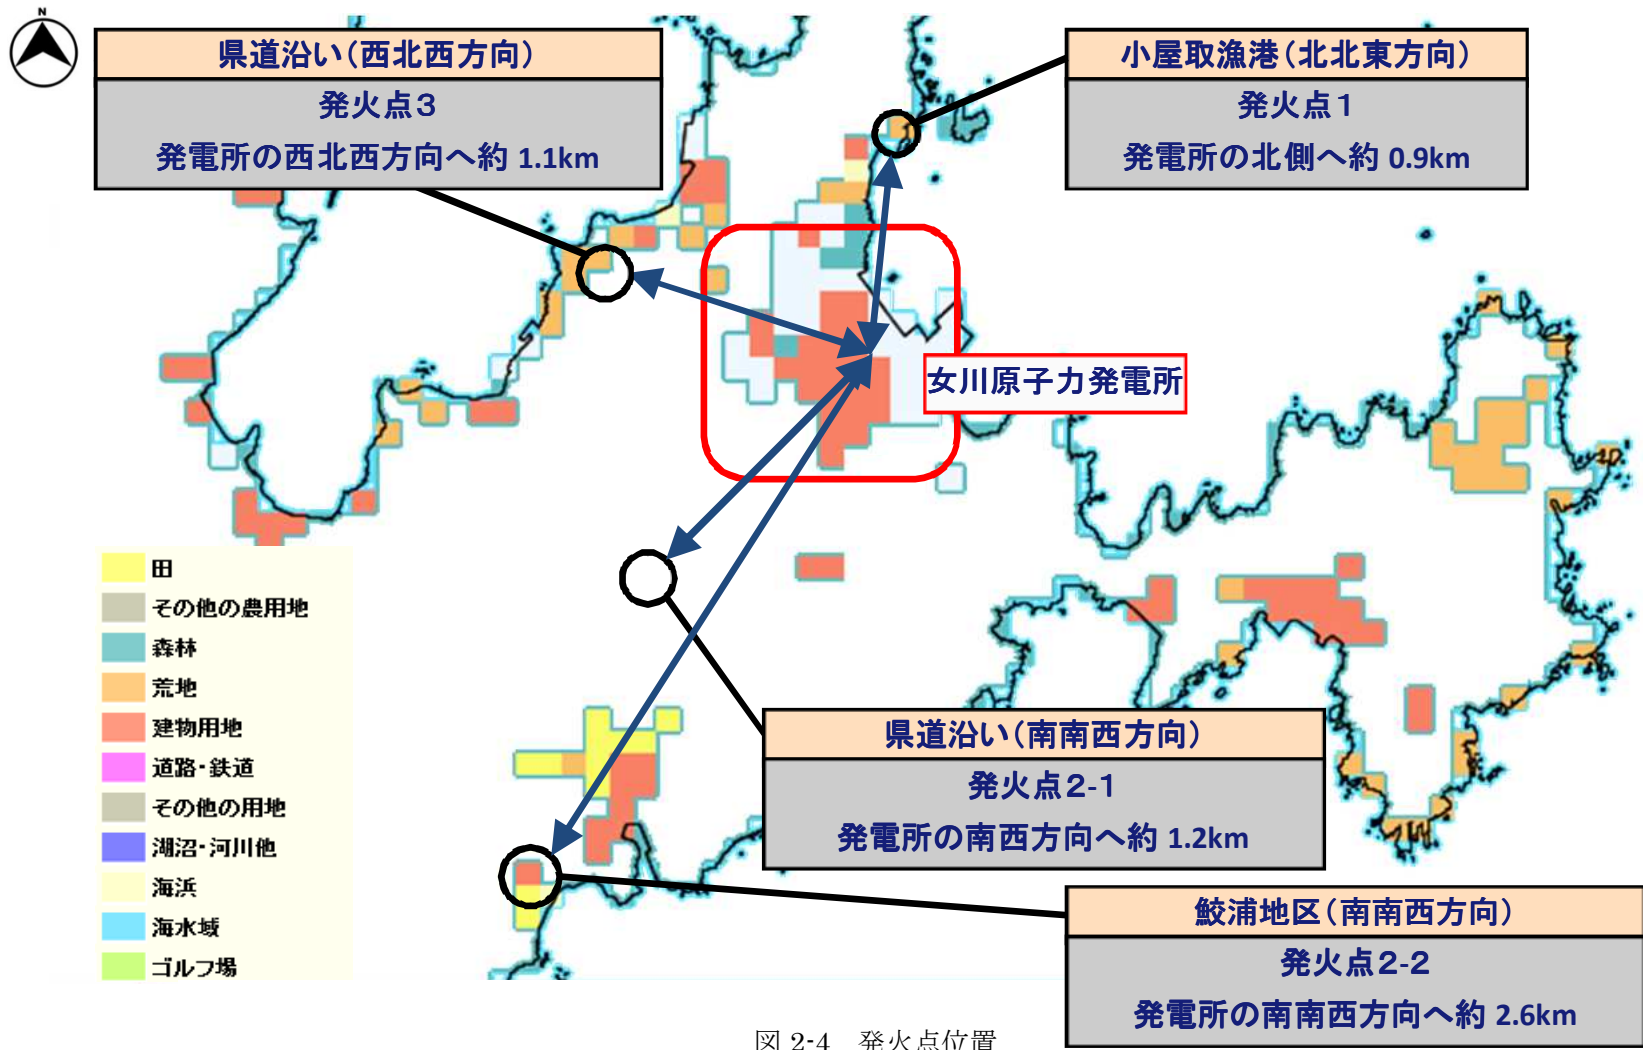 N
県道沿い(西北西方向)
発火点3
発電所の西北西方向へ約 1.1km
小屋取漁港(北北東方向)
発火点1
発電所の北側へ約 0.9km
女川原子力発電所
田
その他の農用地
森林
荒地
建物用地
道路・鉄道
その他の用地
湖沼・河川他
海浜
海水域
ゴルフ場
県道沿い(南南西方向)
発火点2-1
発電所の南西方向へ約 1.2km
鮫浦地区(南南西方向)
発火点2-2
発電所の南南西方向へ約 2.6km
図 2-4 発火点位置